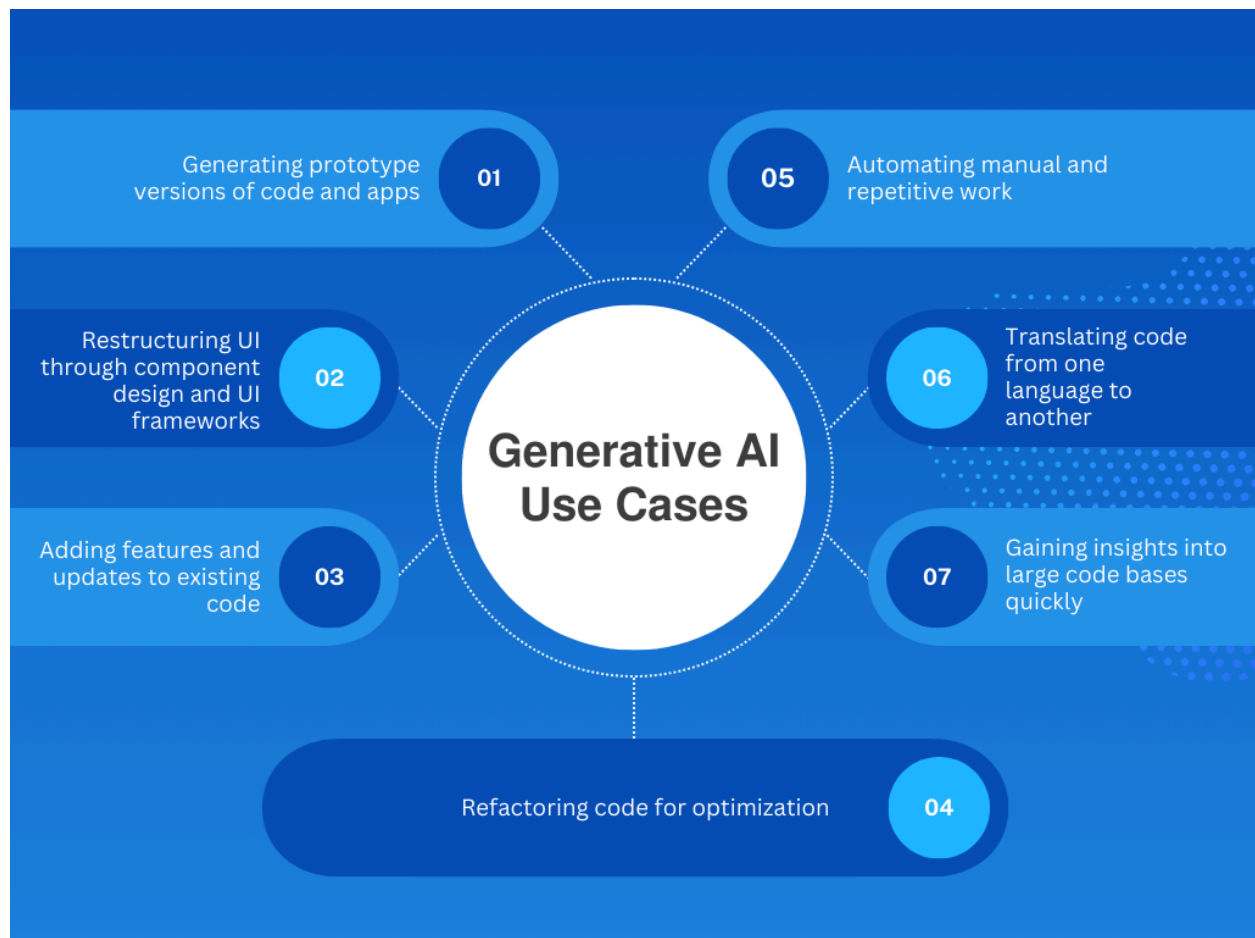 Generative AI
Use Cases
01
Generating prototype
versions of code and apps
02
Restructuring UI
through component
design and UI
frameworks
03
Adding features and
updates to existing
code
Refactoring code for optimization
04
05
Automating manual and
repetitive work
06
Translating code
from one
language to
another
07
Gaining insights into
large code bases
quickly